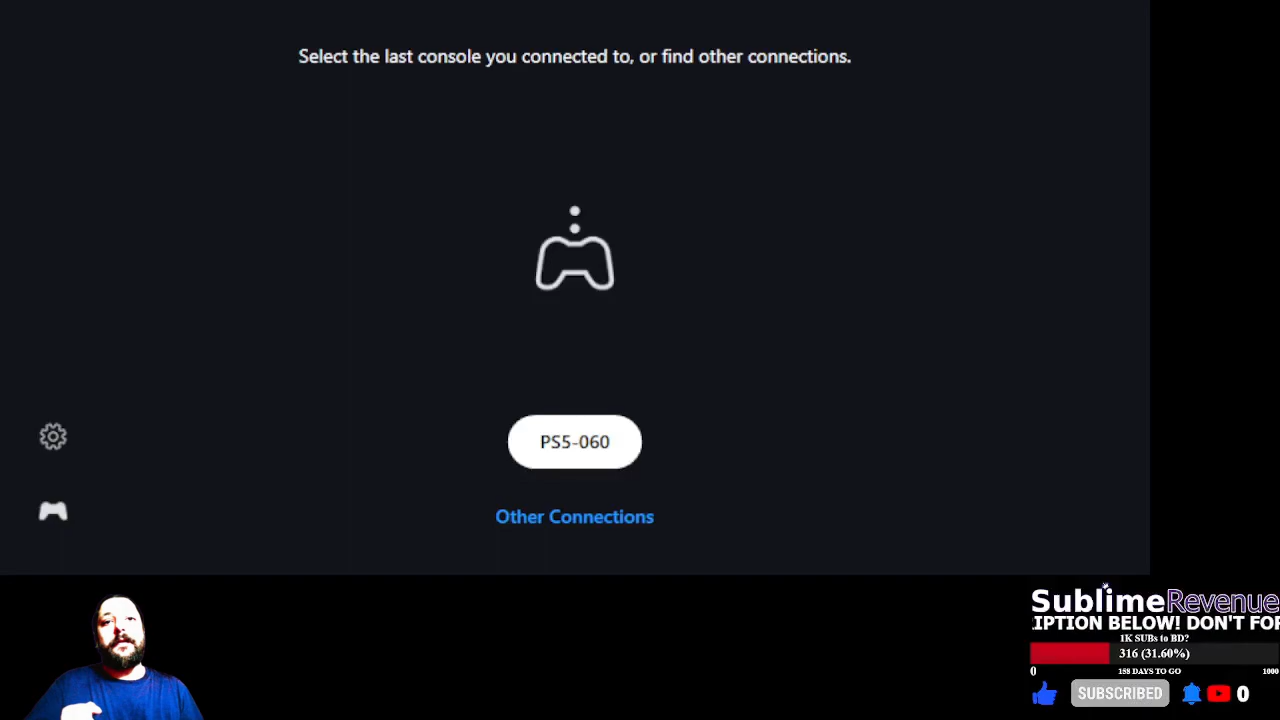 Select the last console you connected to, or find other connections.
PS5-060
Other Connections
SublimeRevenue
IPTION BELOW! DON'T FOR
1K SUBs to BD?
316 (31.60%)
0
158 DAYS TO GO
1000
SUBSCRIBED
0